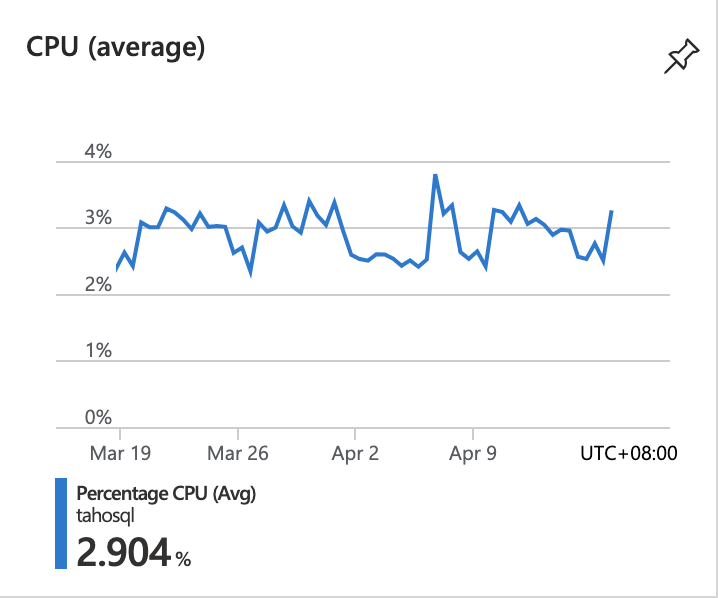 CPU (average)
4%
3%
2%
1%
0%
Mar 19 Mar 26 Apr 2 Apr 9 UTC+08:00
Percentage CPU (Avg)
tahosql
2.904 %